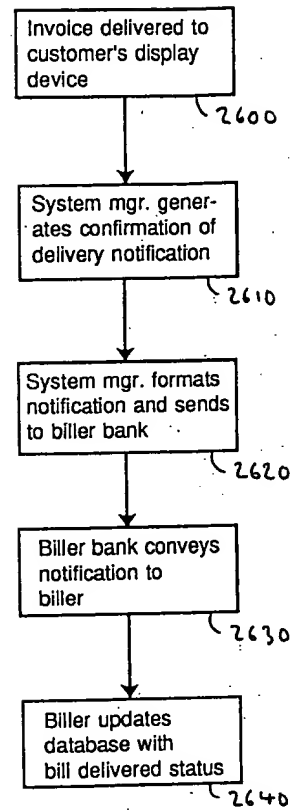 Invoice delivered to
customer's display
device
2600
System mgr. gener-
ates confirmation of
delivery notification
2610
System mgr. formats
notification and sends
to biller bank
2620
Biller bank conveys
notification to
biller
2630
Biller updates
database with
bill delivered status
2640